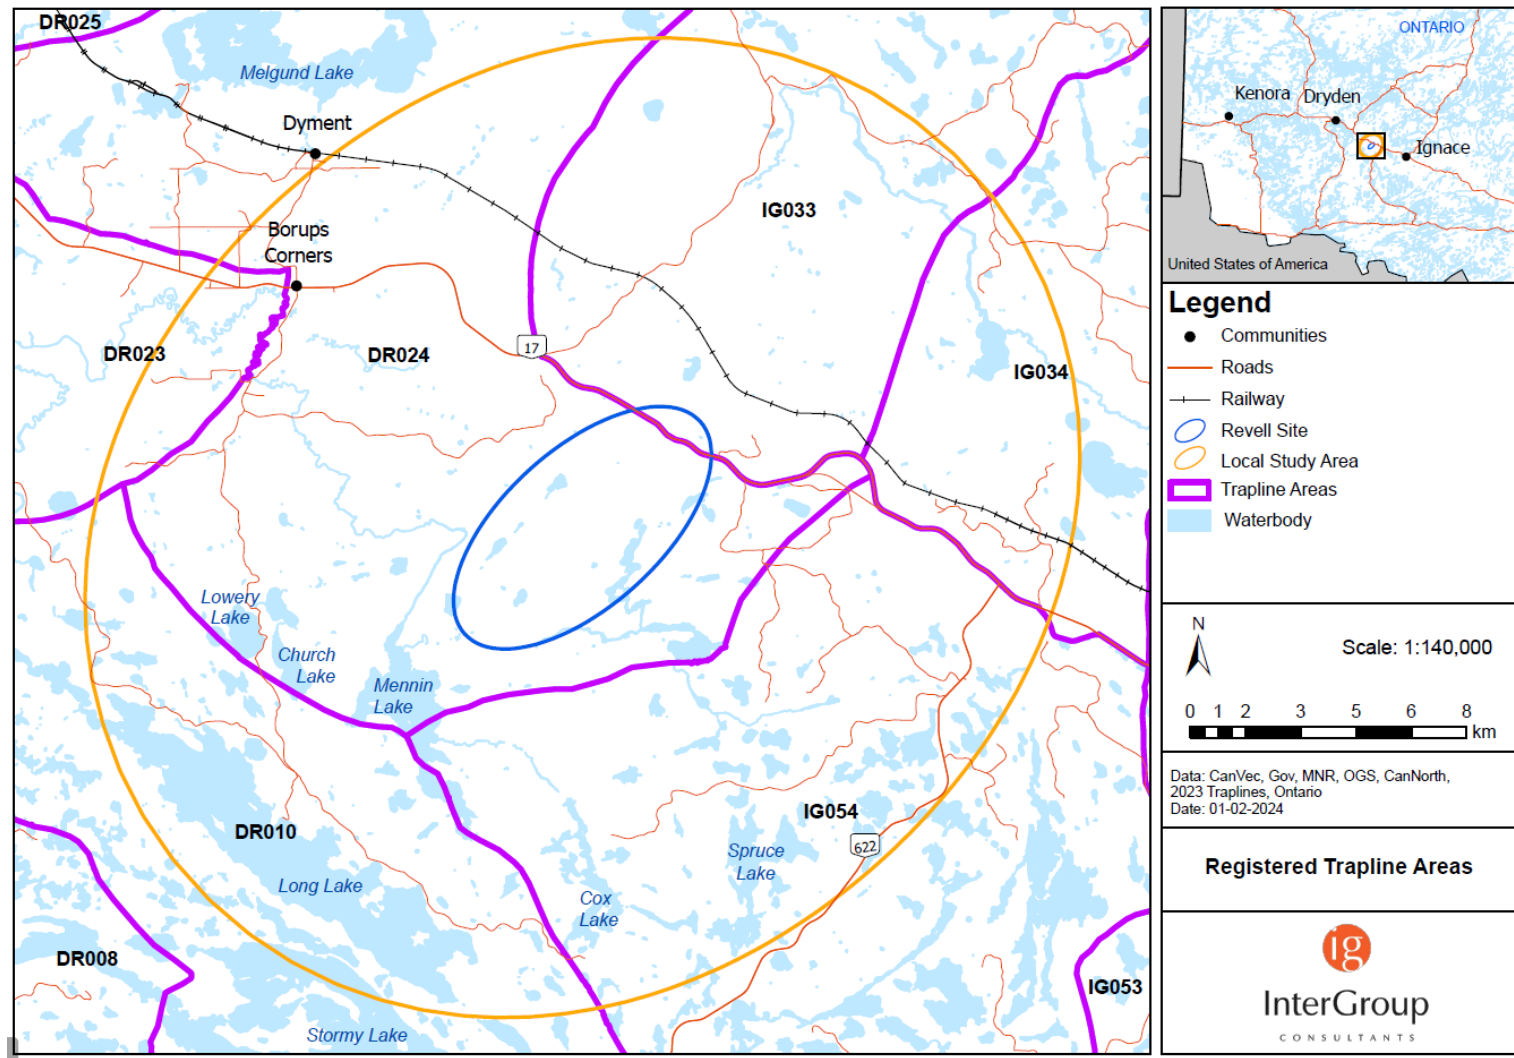 DR025
Melgund Lake
Dyment
IG033
Borups
Corners
17
DR023
DR024
IG034
Lowery
Lake
Church
Lake
Mennin
Lake
IG054
DR010
622
Spruce
Lake
Long Lake
Cox
Lake
DR008
IG053
Stormy Lake
ONTARIO
Kenora
Dryden
Ignace
United States of America
Legend
Communities
Roads
Railway
Revell Site
Local Study Area
Trapline Areas
Waterbody
N
Scale: 1:140,000
0 1 2 3 5 6 8
km
Data: CanVec, Gov, MNR, OGS, CanNorth,
2023 Traplines, Ontario
Date: 01-02-2024
Registered Trapline Areas
ig
InterGroup
CONSULTANTS